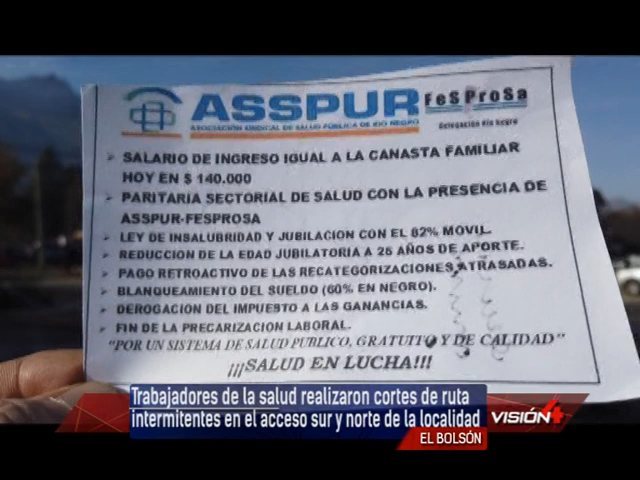 ASSPUR
FeSProSa
ASOCIACIÓN SINDICAL DE SALUD PÚBLICA DE RÍO NEGRO
Delegación Río Negro
SALARIO DE INGRESO IGUAL A LA CANASTA FAMILIAR
HOY EN $ 140.000
PARITARIA SECTORIAL DE SALUD CON LA PRESENCIA DE
ASSPUR-FESPROSA
LEY DE INSALUBRIDAD Y JUBILACION CON EL 82% MOVIL.
REDUCCION DE LA EDAD JUBILATORIA A 25 AÑOS DE APORTE.
PAGO RETROACTIVO DE LAS RECATEGORIZACIONES ATRASADAS.
BLANQUEAMIENTO DEL SUELDO (60% EN NEGRO).
DEROGACION DEL IMPUESTO A LAS GANANCIAS.
FIN DE LA PRECARIZACIÓN LABORAL.
"POR UN SISTEMA DE SALUD PUBLICO, GRATUITO Y DE CALIDAD"
¡¡¡SALUD EN LUCHA!!!
Trabajadores de la salud realizaron cortes de ruta
intermitentes en el acceso sur y norte de la localidad
VISIÓN 4
EL BOLSÓN